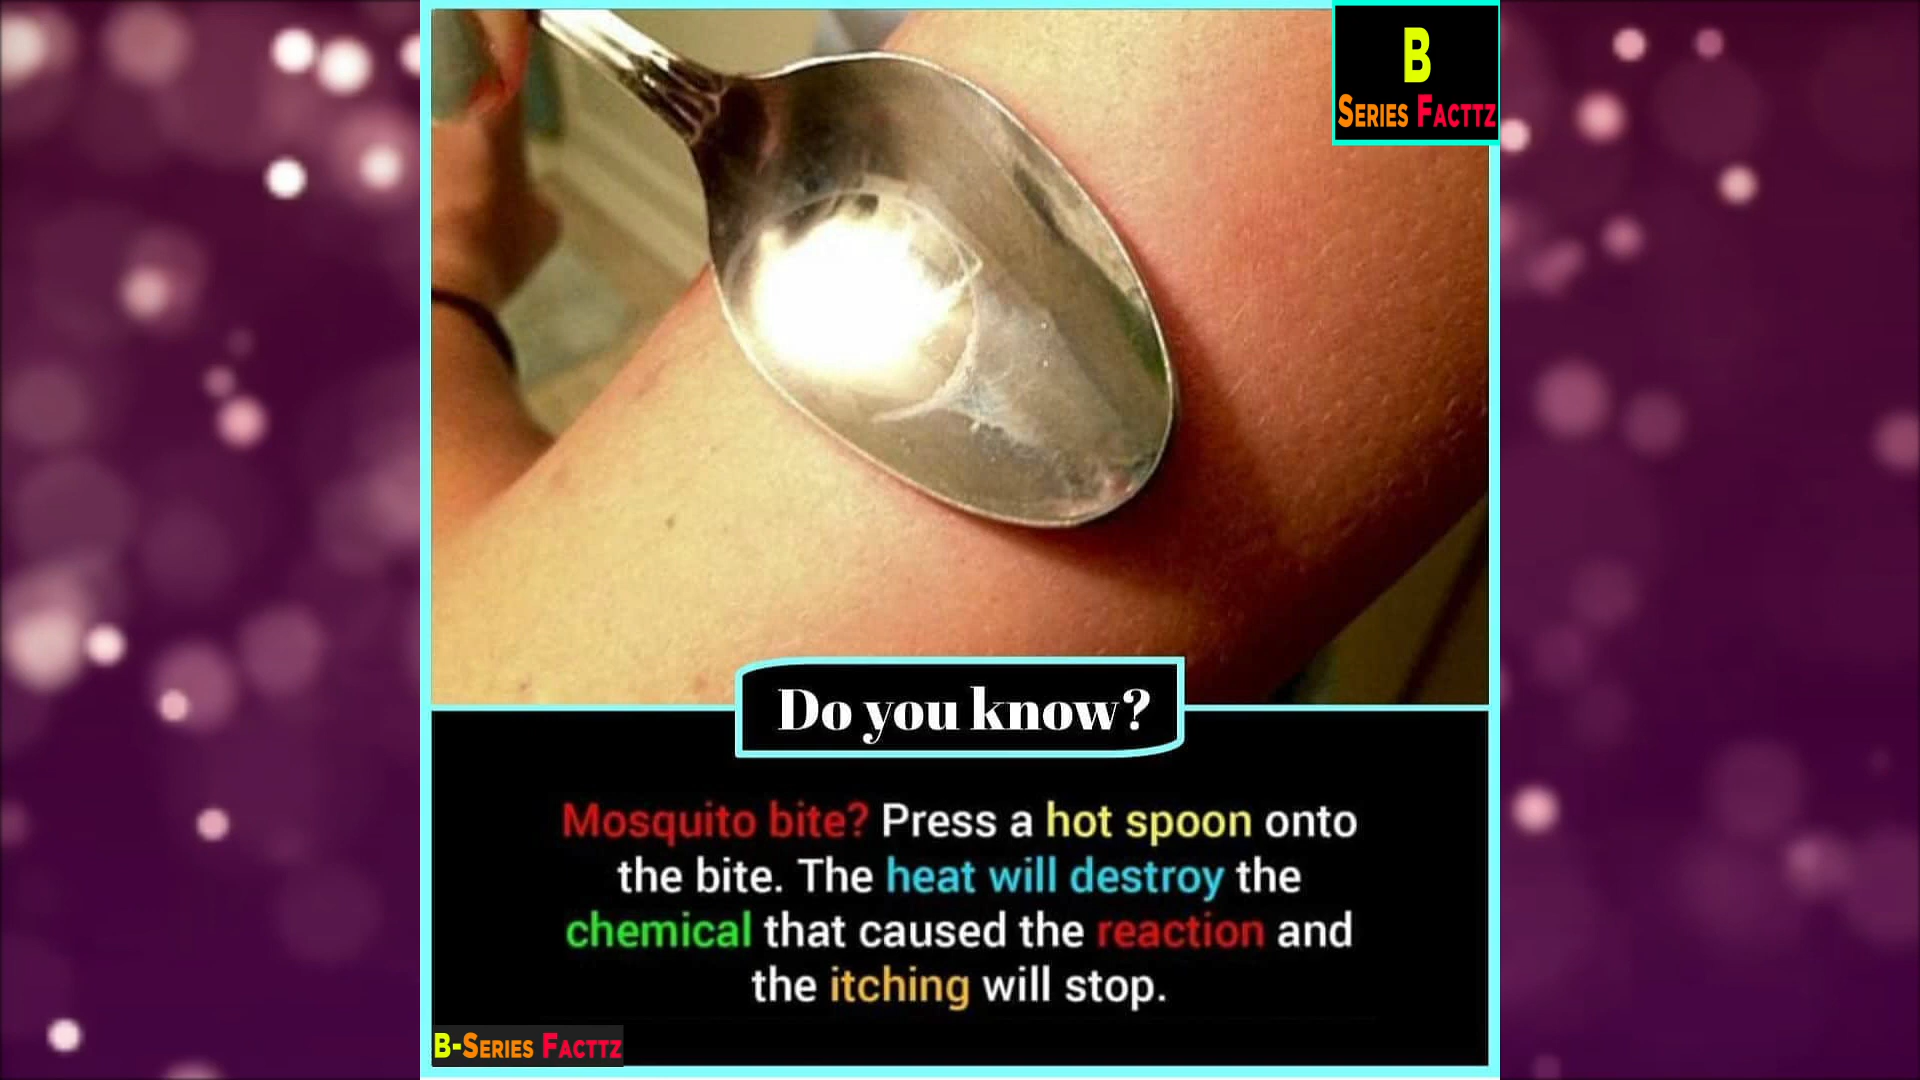 B
SERIES FACTTZ
Do you know?
Mosquito bite? Press a hot spoon onto
the bite. The heat will destroy the
chemical that caused the reaction and
the itching will stop.
B-SERIES FACTTZ